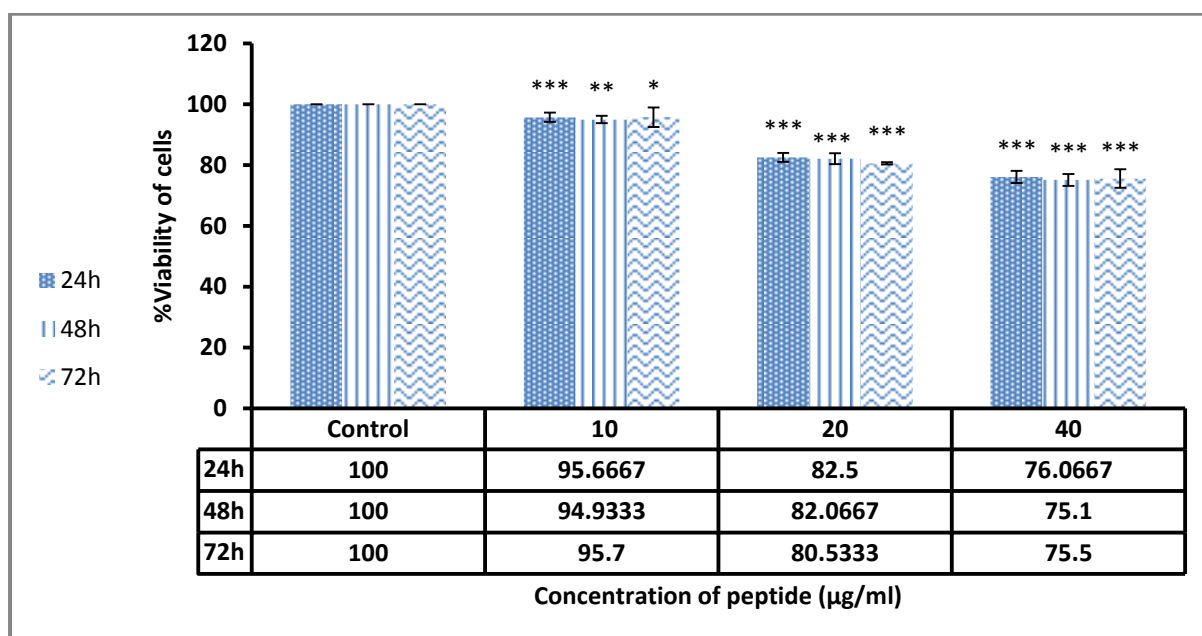 120
*** ** *
100
*** *** ***
*** *** ***
80
60
40
20
0
%Viability of cells
24h
48h
72h
Control 10 20 40
24h 100 95.6667 82.5 76.0667
48h 100 94.9333 82.0667 75.1
72h 100 95.7 80.5333 75.5
Concentration of peptide (µg/ml)